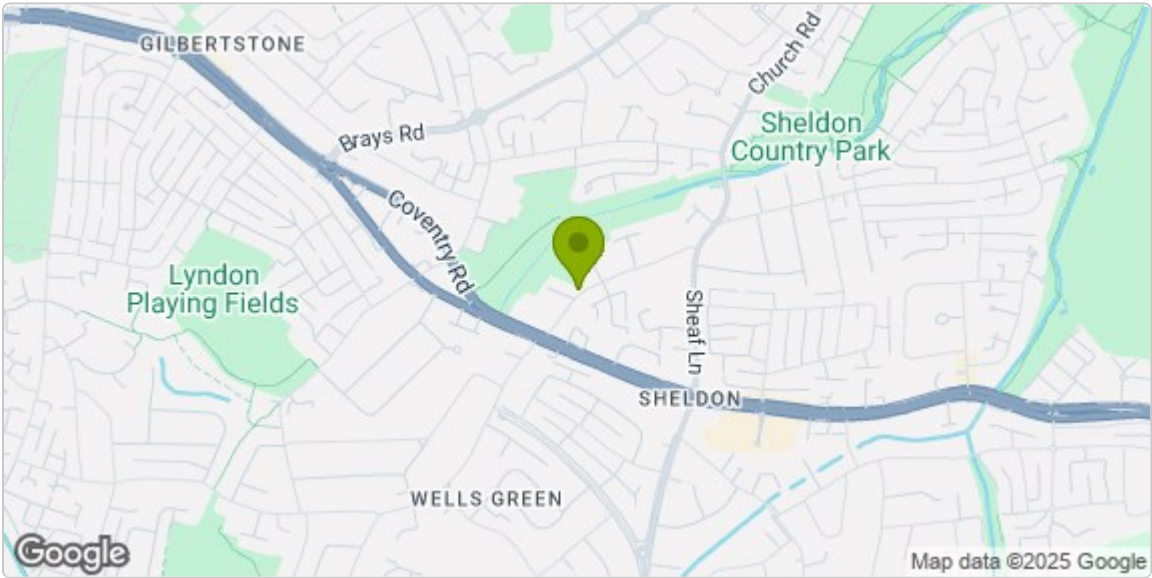 GILBERTSTONE
Church Rd
Brays Rd
Sheldon
Country Park
Coventry Rd
Lyndon
Playing Fields
Sheaf Ln
SHELDON
WELLS GREEN
Google
Map data ©2025 Google